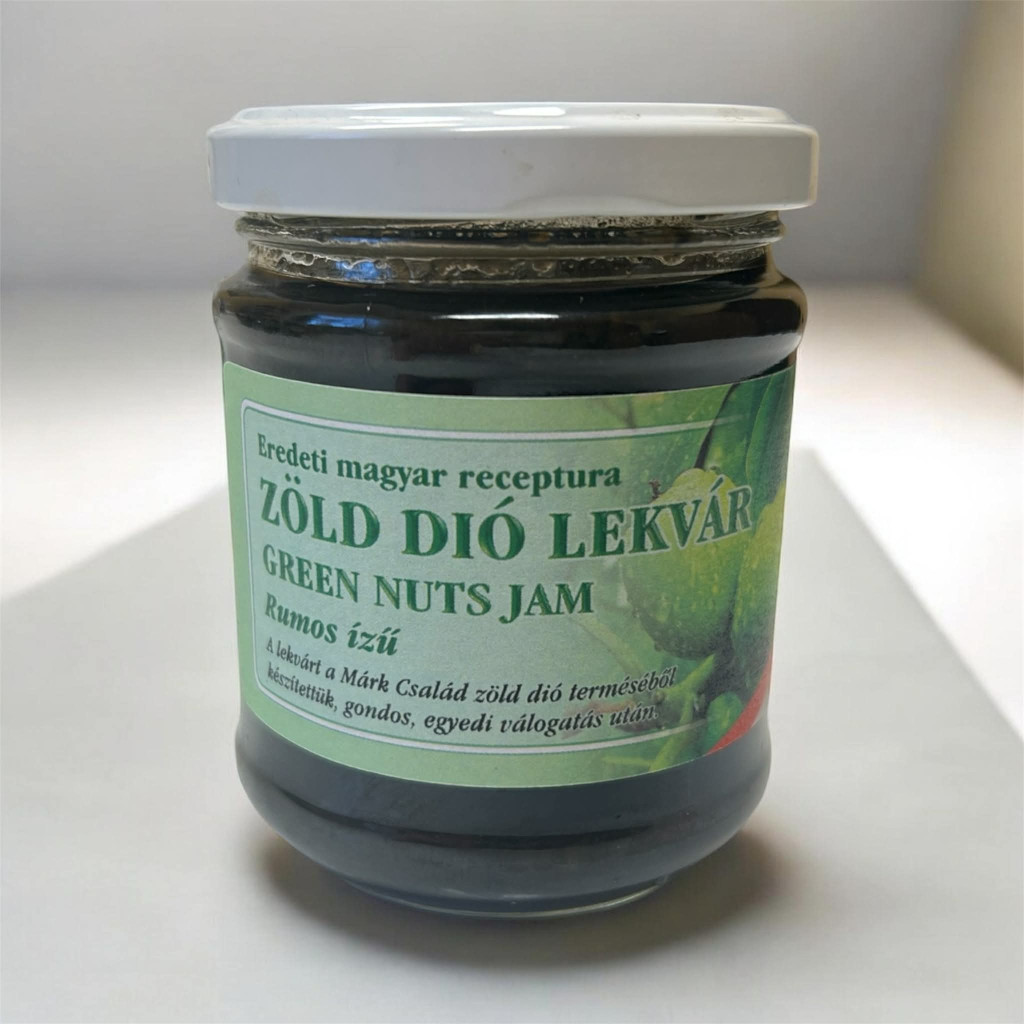 Eredeti magyar receptura
ZÖLD DIÓ LEKVÁR
GREEN NUTS JAM
Rumos ízű
A lekvárt a Márk Család zöld dió terméséből
készítettük, gondos, egyedi válogatás után.